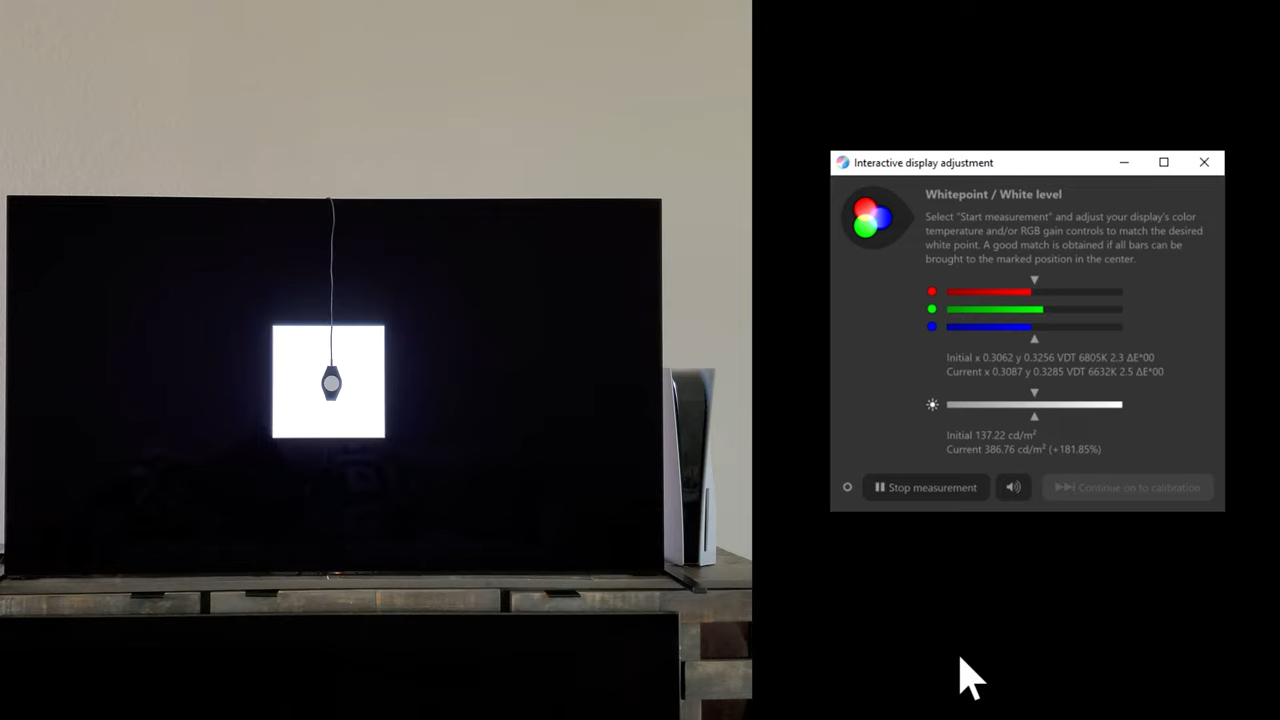 Interactive display adjustment
Whitepoint / White level
Select "Start measurement" and adjust your display's color
temperature and/or RGB gain controls to match the desired
white point. A good match is obtained if all bars can be
brought to the marked position in the center.
Initial x 0.3062 y 0.3256 VDT 6805K 2.3 ΔE*00
Current x 0.3087 y 0.3285 VDT 6632K 2.5 ΔE*00
Initial 137.22 cd/m²
Current 386.76 cd/m² (+181.85%)
Stop measurement
Continue on to calibration